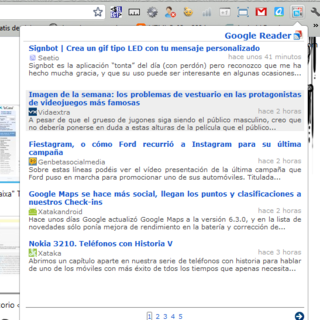 Google Reader
Signbot | Crea un gif tipo LED con tu mensaje personalizado
Seetio hace unos 41 minutos
Signbot es la aplicación "tonta" del día (con perdón) pero reconozco que me ha
hecho mucha gracia, y que su uso puede ser interesante en algunas ocasiones...
Imagen de la semana: los problemas de vestuario en las protagonistas
de videojuegos más famosas
Vidaextra hace 2 horas
A pesar de que el grueso de jugones siga siendo el público masculino, creo que
no debería ponerse en duda a estas alturas de la película que el público...
Fiestagram, o cómo Ford recurrió a Instagram para su última
campaña
Genbetasocialmedia hace 2 horas
Sobre estas líneas podéis ver el vídeo presentación de la última campaña que
Ford puso en marcha para promocionar uno de sus automóviles. Titulada...
Google Maps se hace más social, llegan los puntos y clasificaciones a
nuestros Check-ins
Xatakandroid hace 2 horas
Hace unos días Google actualizó Google Maps a la versión 6.3.0, y en la lista de
novedades sólo ponía mejora de rendimiento en la batería y corrección de...
Nokia 3210. Teléfonos con Historia V
Xataka hace 3 horas
Abrimos un capítulo aparte en nuestra serie de teléfonos con historia para hablar
de uno de los móviles con más éxito de tdos los tiempos que apenas necesita...
1 2 3 4 5